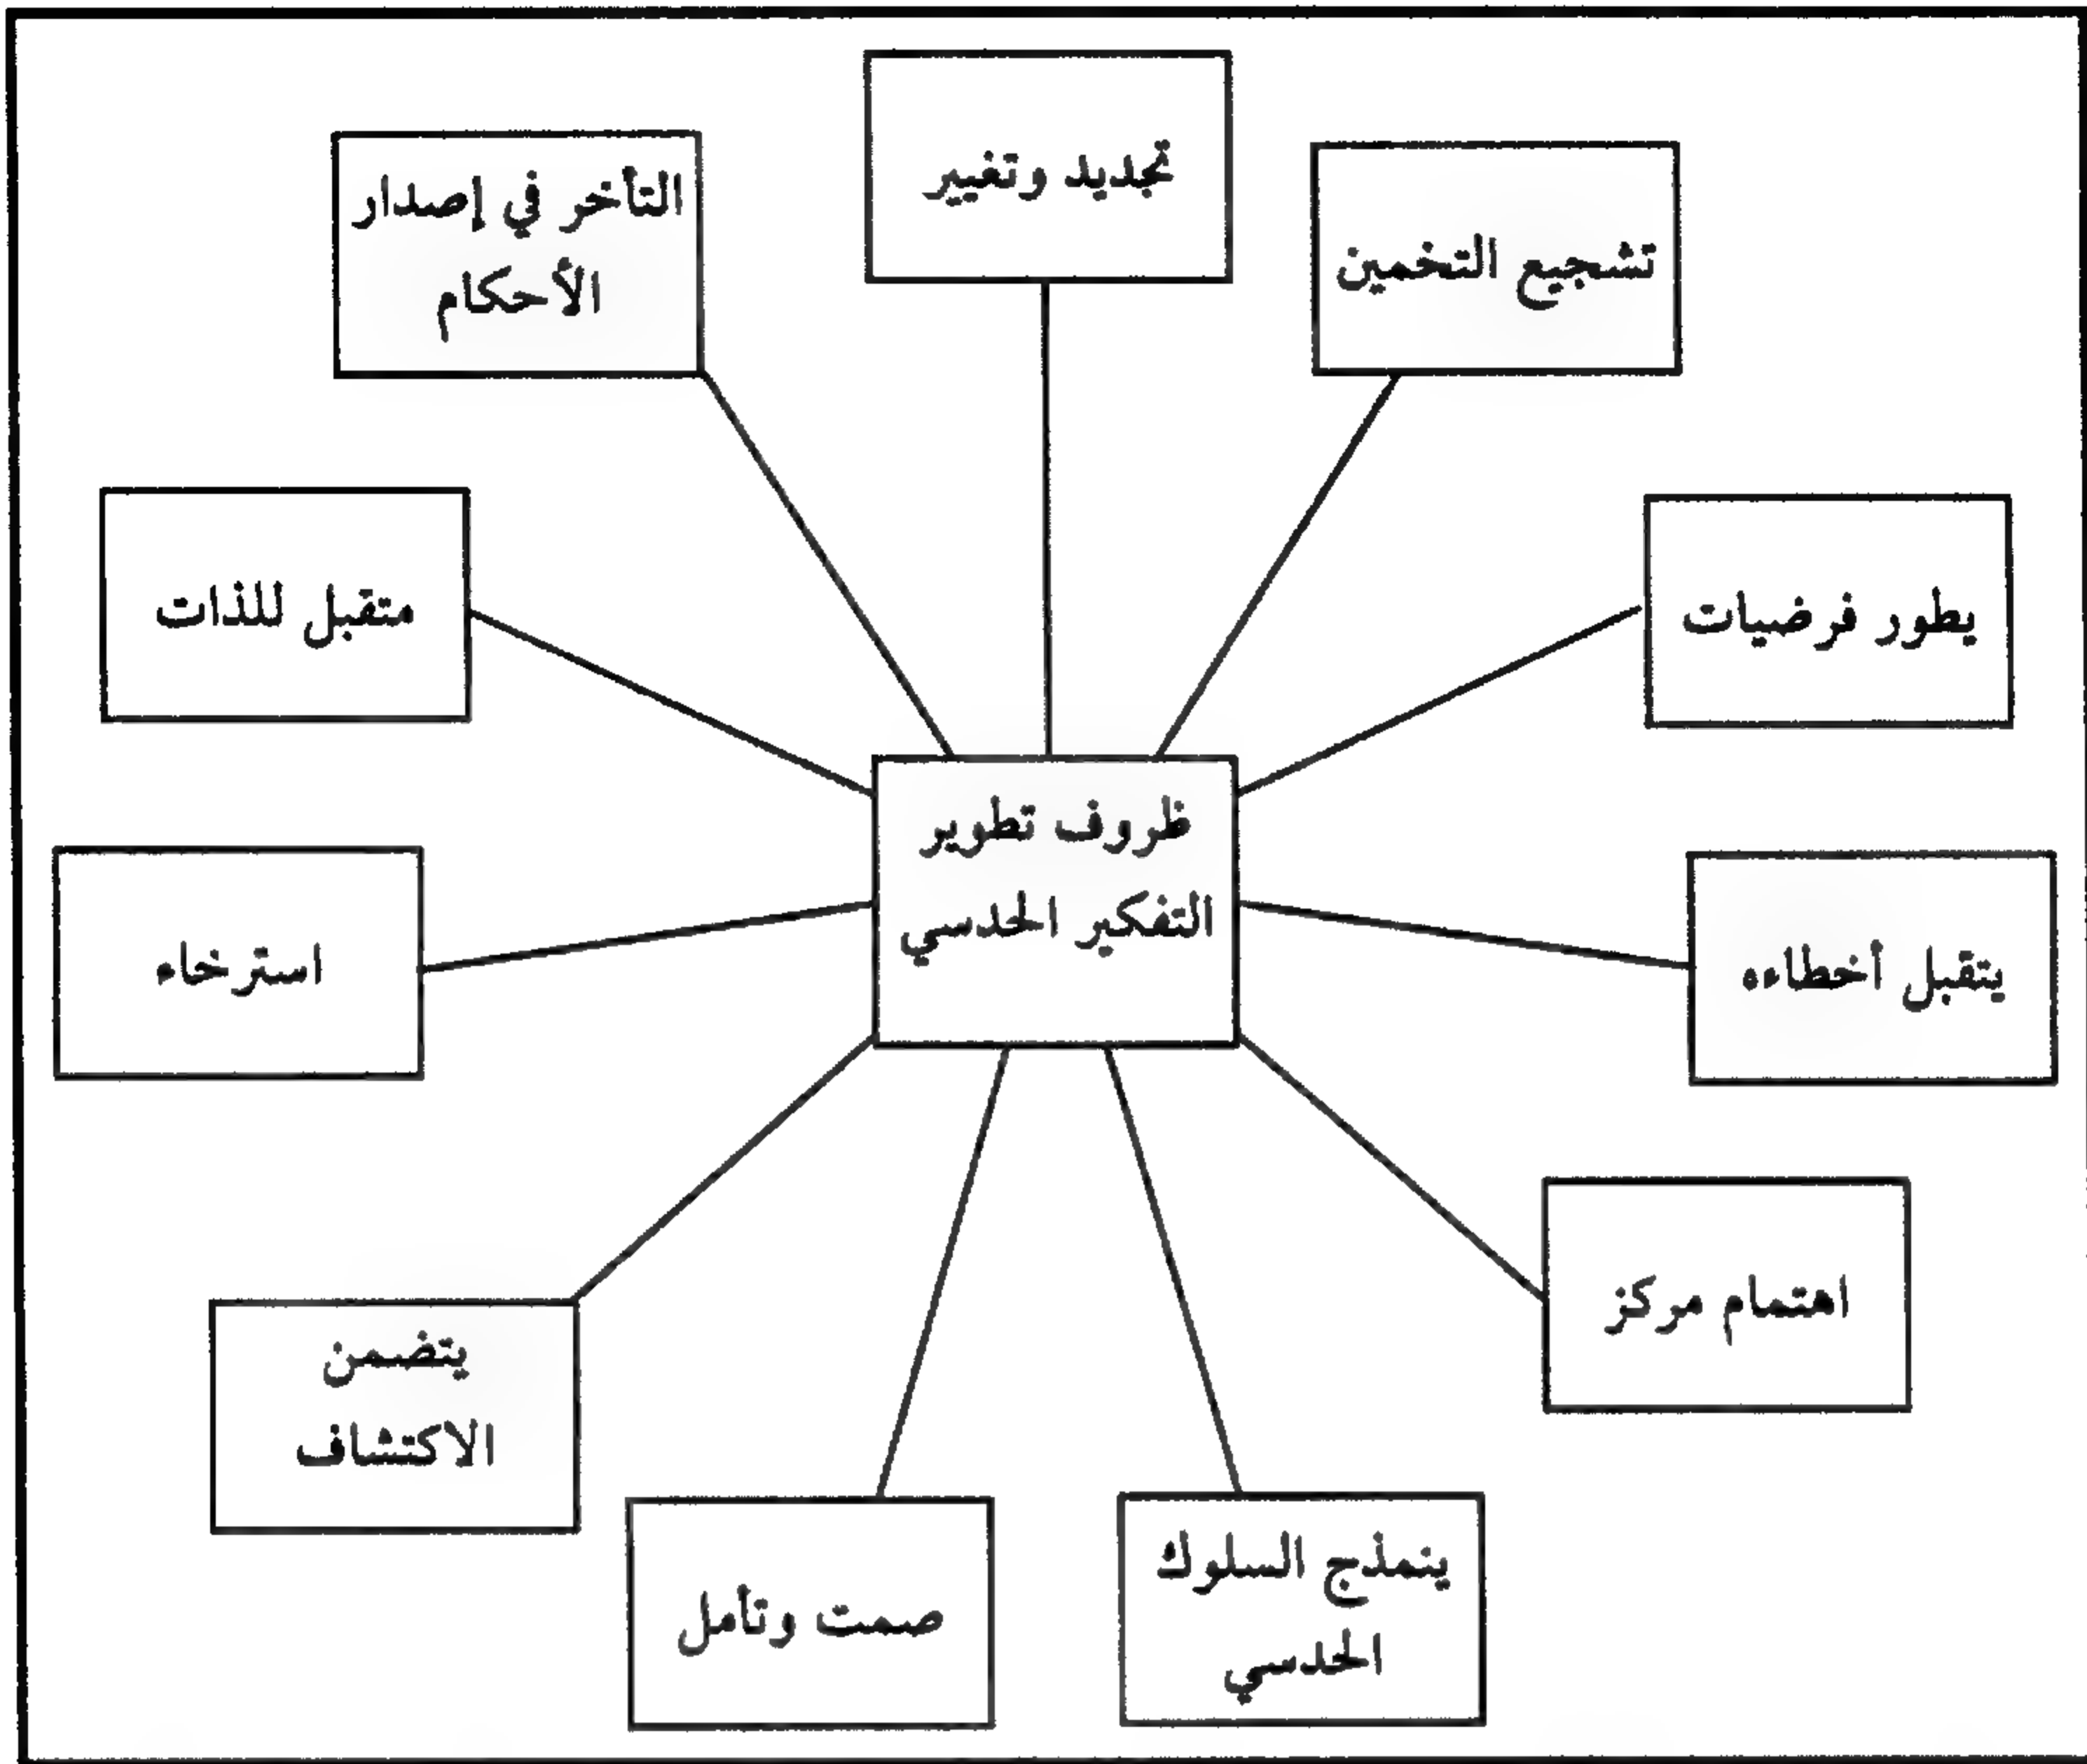 تجديد وتغيير
تشجيع التخمين
التأخر في إصدار
الأحكام
يطور فرضيات
متقبل للذات
ظروف تطوير
التفكير الحدسي
يتقبل أخطاءه
استرخاء
اهتمام مركز
يتضمن
الاكتشاف
ينمذج السلوك
الحدسي
صمت وتأمل